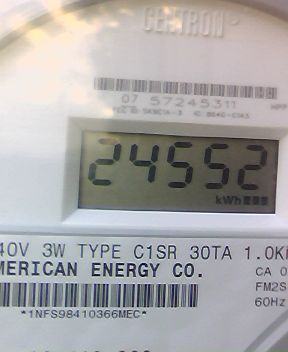 CENTRON
07 57245311
24552
kWh
40V 3W TYPE C1SR 30TA 1.0K
MERICAN ENERGY CO.
CA 0
FM2S
60Hz
*1NFS98410366MEC*